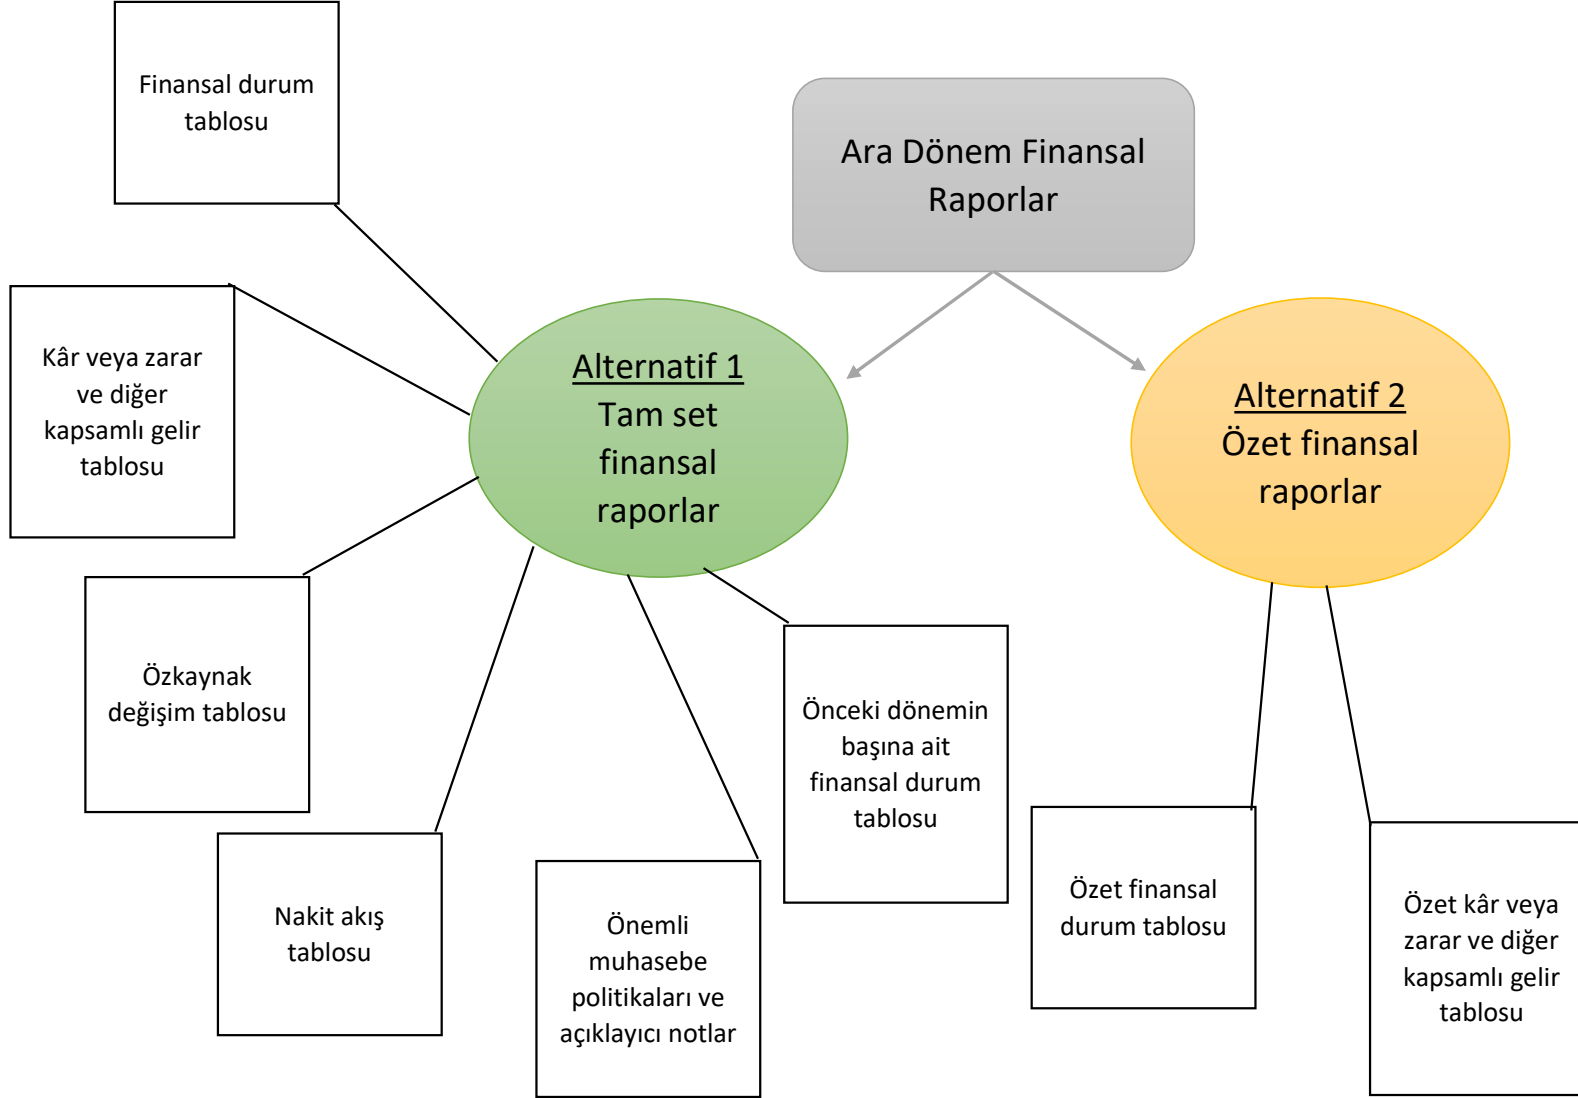 Ara Dönem Finansal
Raporlar
Alternatif 1
Tam set
finansal
raporlar
Finansal durum
tablosu
Kâr veya zarar
ve diğer
kapsamlı gelir
tablosu
Özkaynak
değişim tablosu
Nakit akış
tablosu
Önemli
muhasebe
politikaları ve
açıklayıcı notlar
Önceki dönemin
başına ait
finansal durum
tablosu
Alternatif 2
Özet finansal
raporlar
Özet finansal
durum tablosu
Özet kâr veya
zarar ve diğer
kapsamlı gelir
tablosu